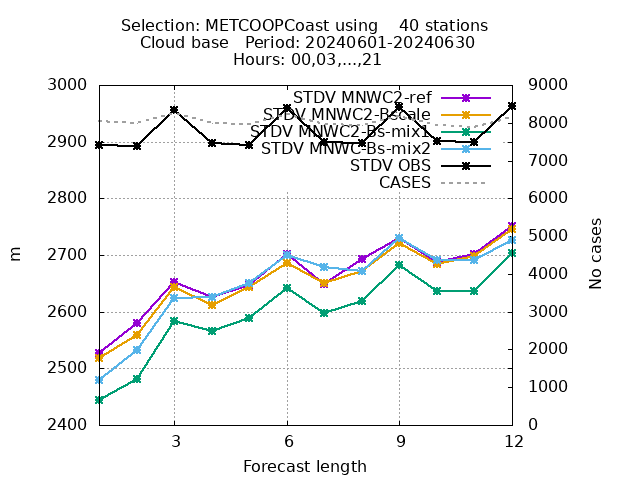 Selection: METCOOPCoast using    40 stations
Cloud base   Period: 20240601-20240630
Hours: 00,03,...,21
3000
2900
2800
2700
2600
2500
2400
9000
8000
7000
6000
5000
4000
3000
2000
1000
0
STDV MNWC2-ref
STDV MNWC2-Bscale
STDV MNWC2-Bs-mix1
STDV MNWC-Bs-mix2
STDV OBS
CASES
m
No cases
3
6
9
12
Forecast length